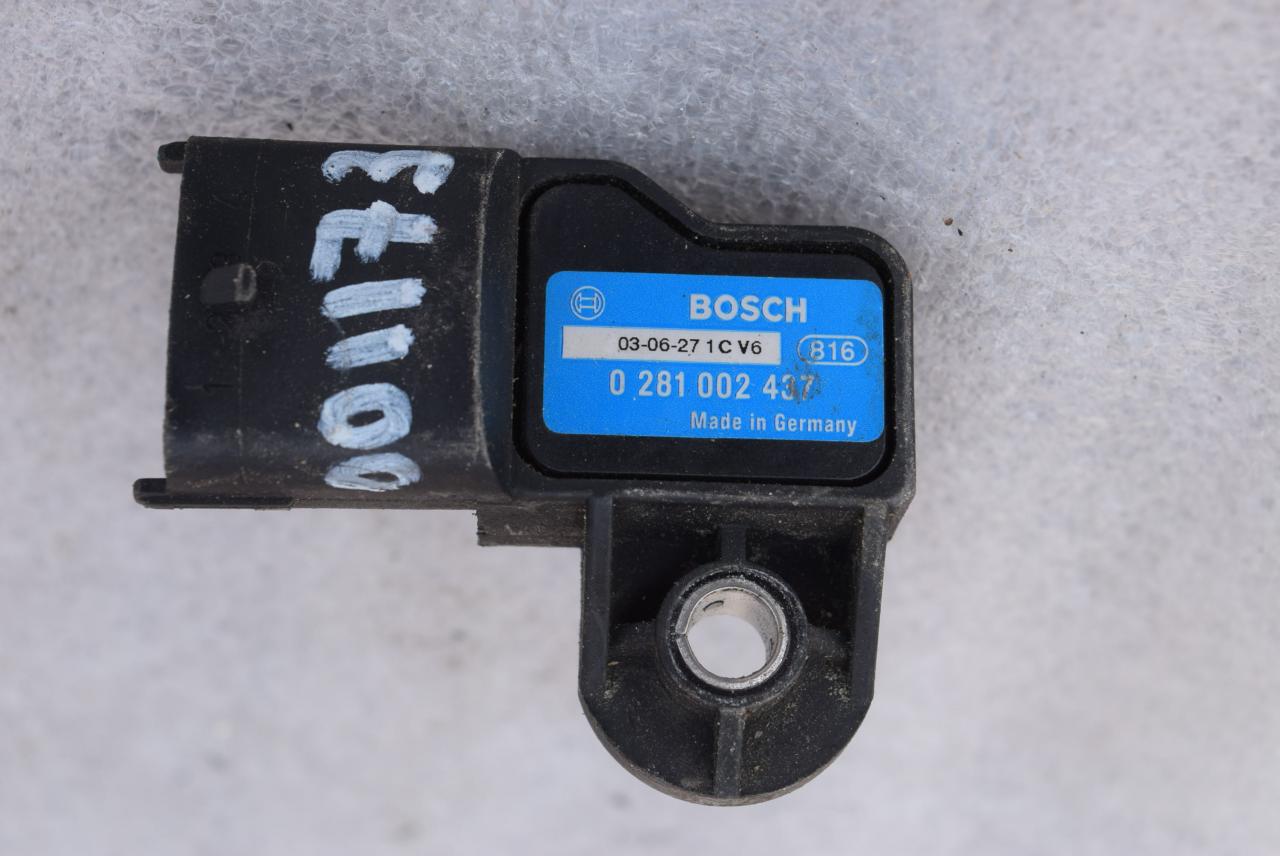 BOSCH
03-06-27 1C V6
816
0 281 002 437
Made in Germany